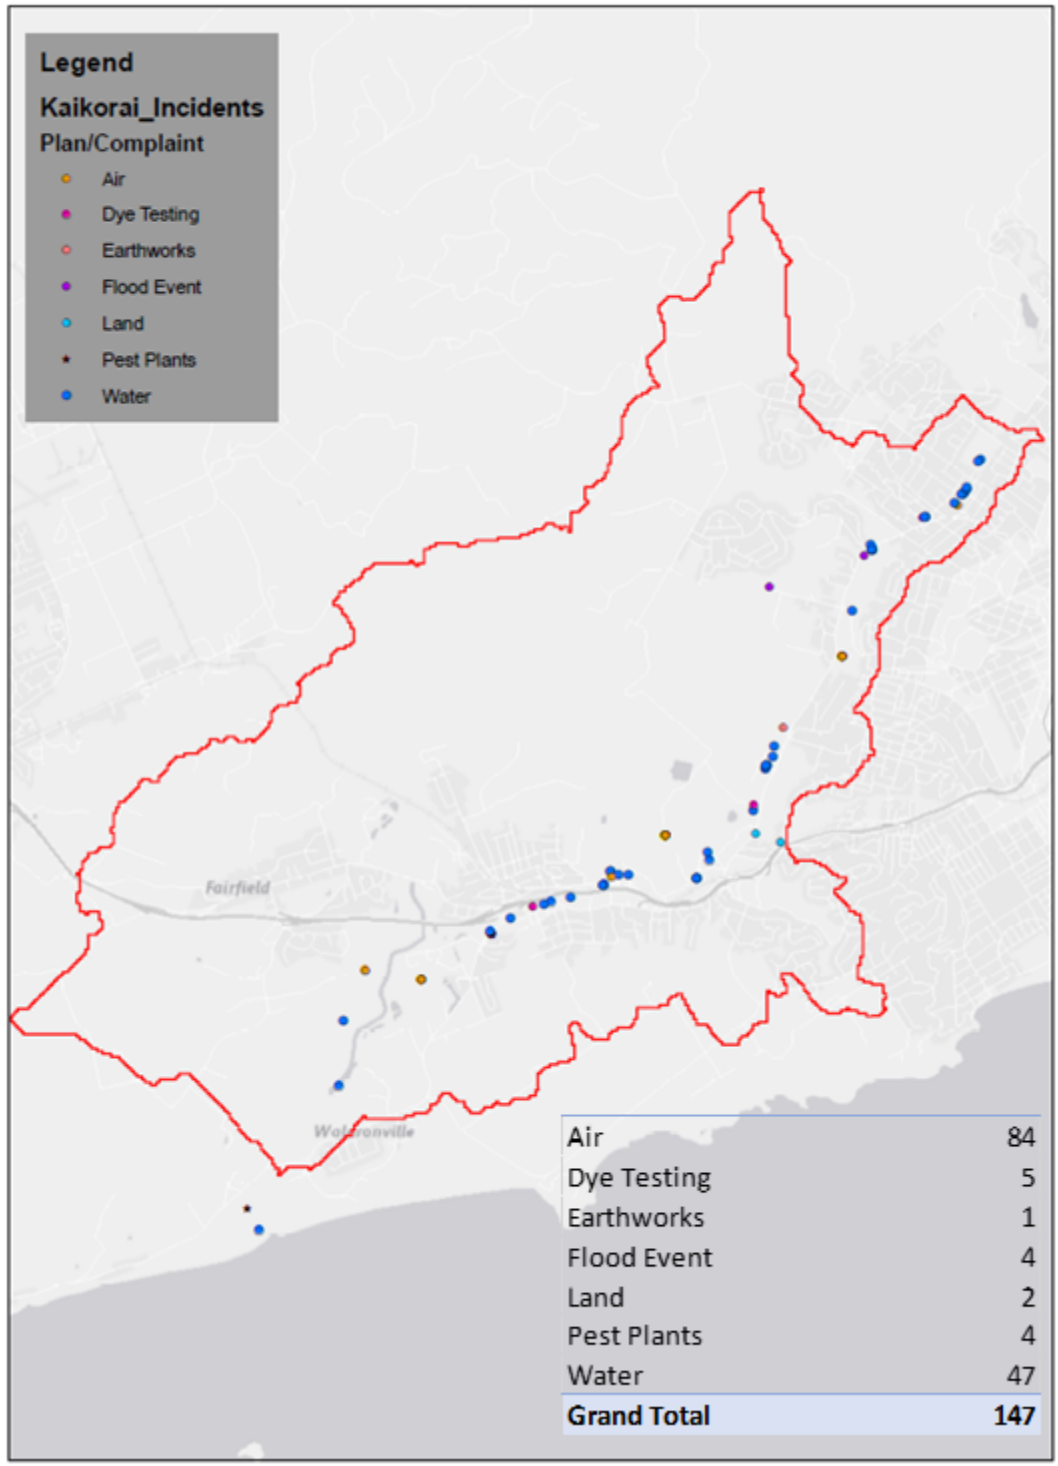 Legend
Kaikorai_Incidents
Plan/Complaint
Air
Dye Testing
Earthworks
Flood Event
Land
Pest Plants
Water
Fairfield
Waldronville
Air 84
Dye Testing 5
Earthworks 1
Flood Event 4
Land 2
Pest Plants 4
Water 47
Grand Total 147